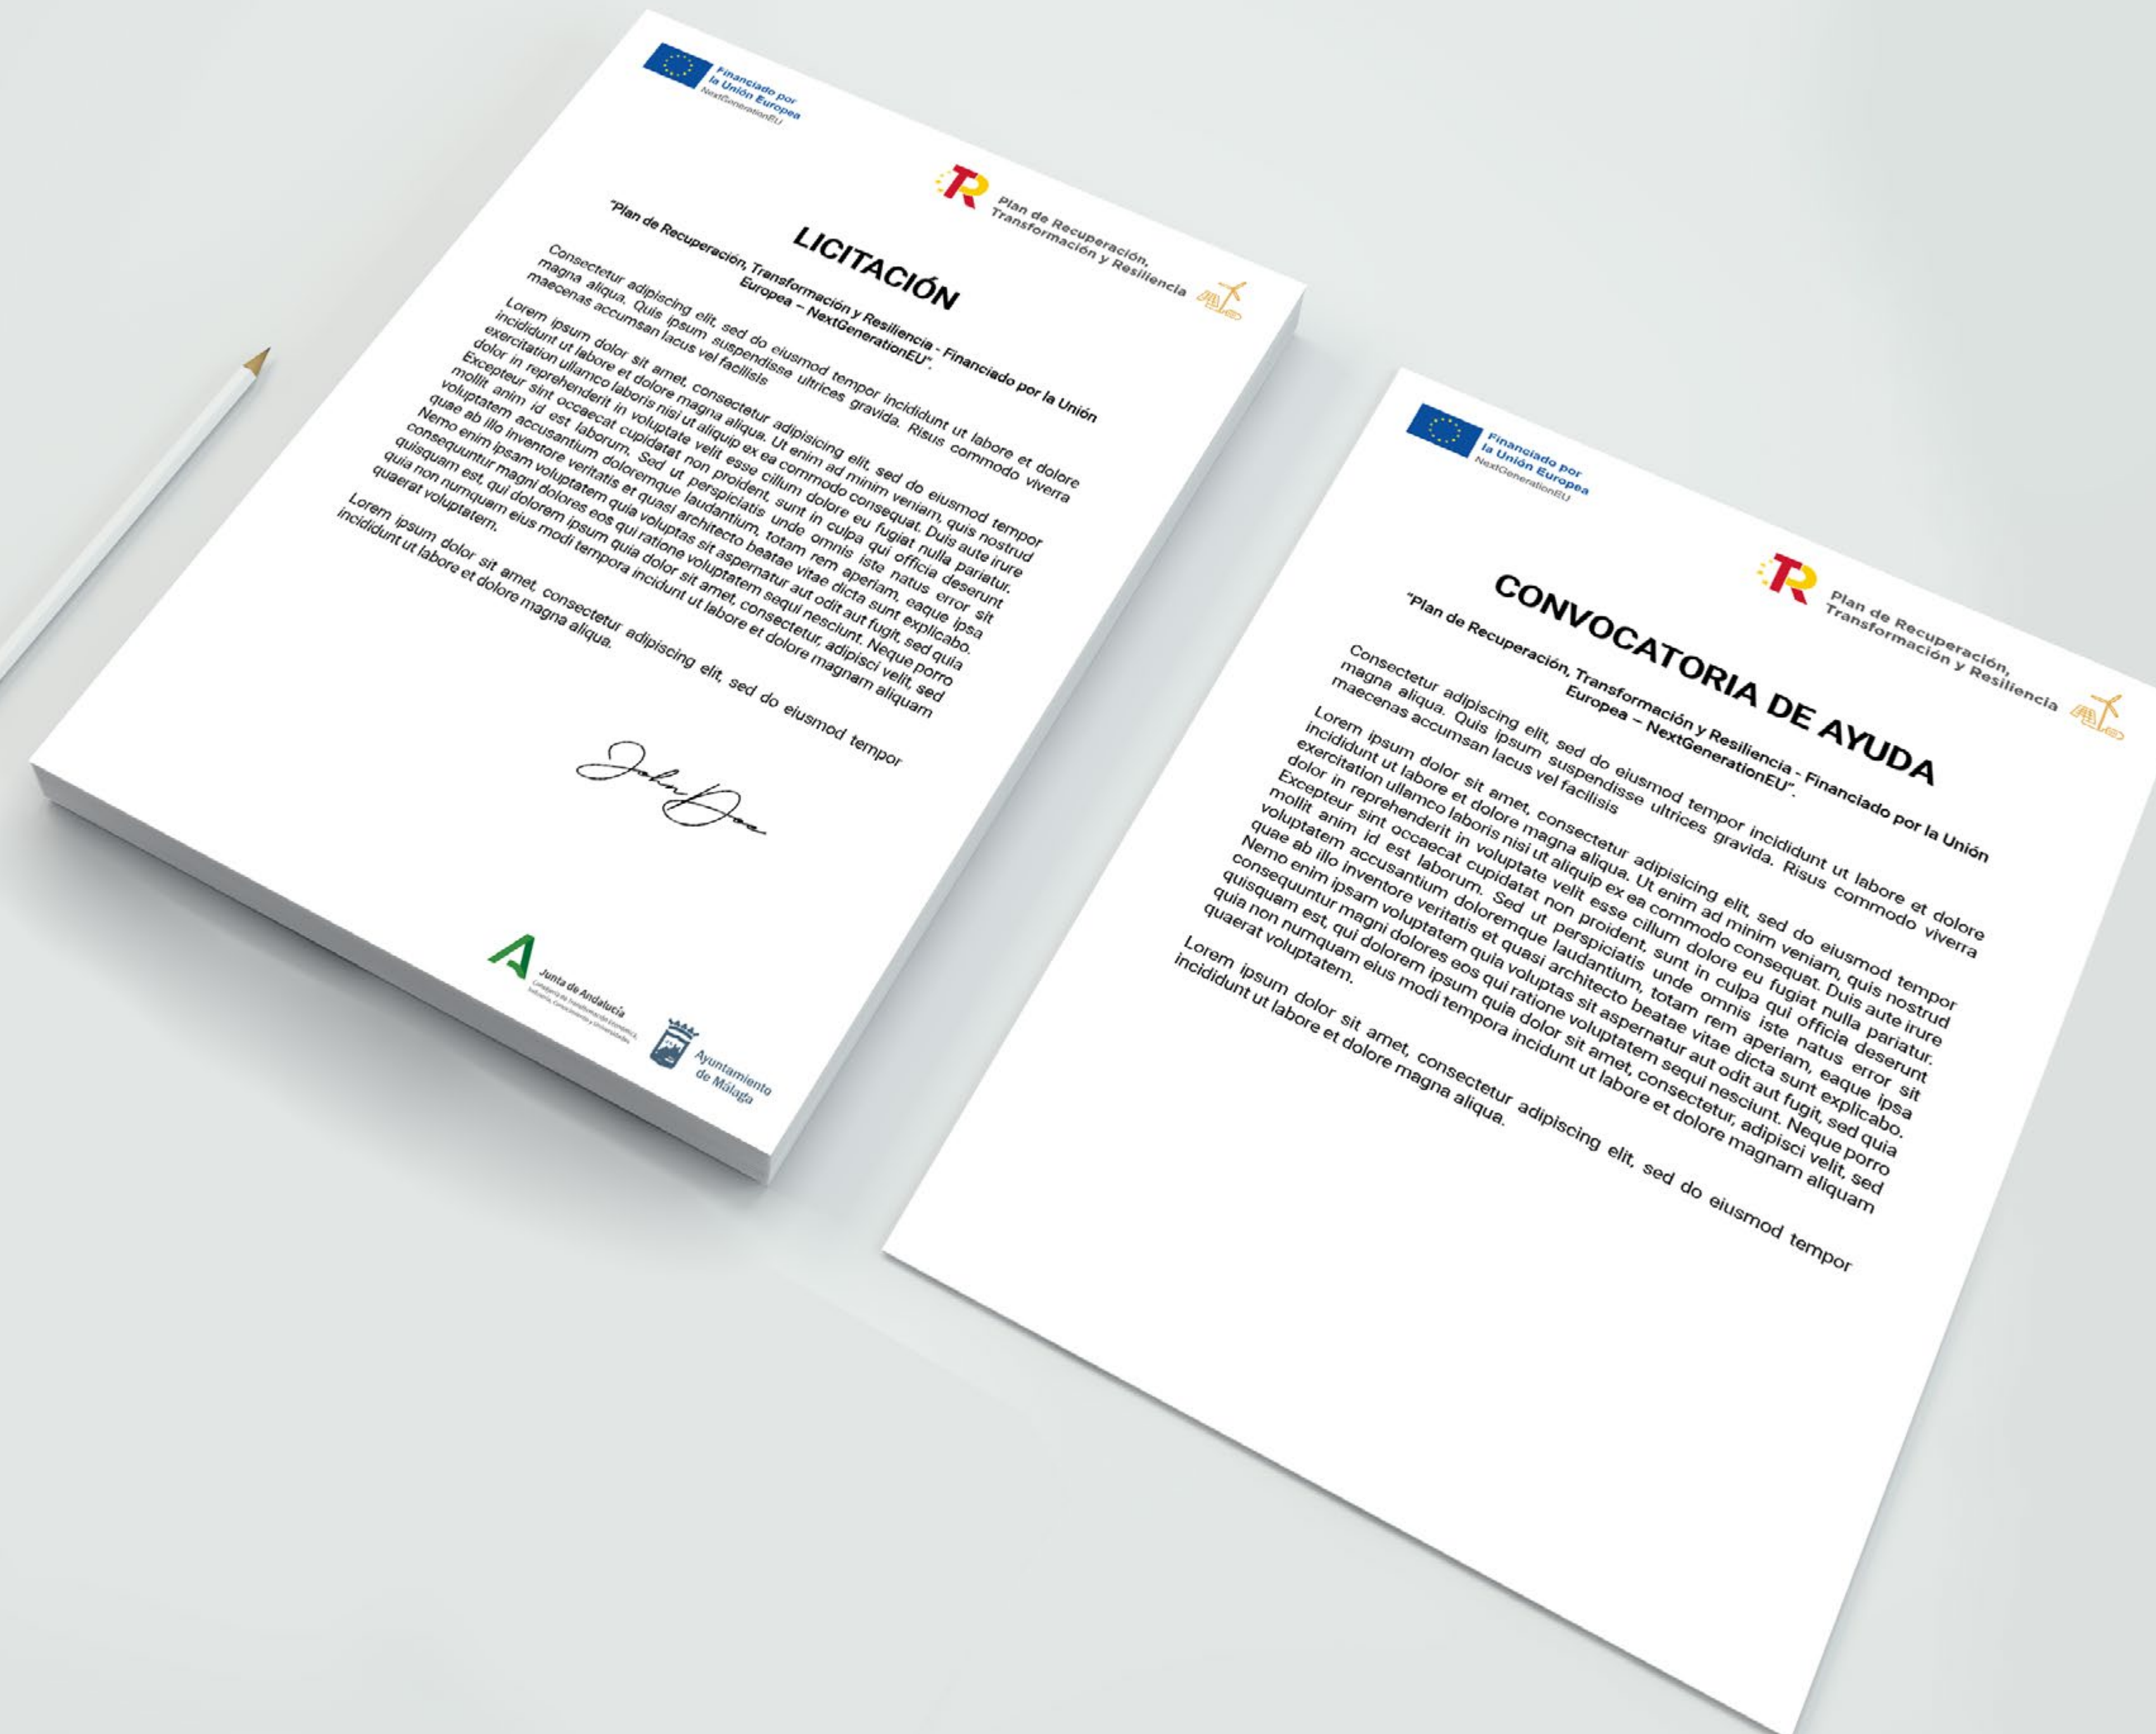 Financiado por
la Unión Europea
NextGenerationEU
Plan de Recuperación,
Transformación y Resiliencia
LICITACIÓN
"Plan de Recuperación, Transformación y Resiliencia - Financiado por la Unión
Europea – NextGenerationEU".
Consectetur adipiscing elit, sed do eiusmod tempor incididunt ut labore et dolore
magna aliqua. Quis ipsum suspendisse ultrices gravida. Risus commodo viverra
maecenas accumsan lacus vel facilisis
Lorem ipsum dolor sit amet, consectetur adipisicing elit, sed do eiusmod tempor
incididunt ut labore et dolore magna aliqua. Ut enim ad minim veniam, quis nostrud
exercitation ullamco laboris nisi ut aliquip ex ea commodo consequat. Duis aute irure
dolor in reprehenderit in voluptate velit esse cillum dolore eu fugiat nulla pariatur.
Excepteur sint occaecat cupidatat non proident, sunt in culpa qui officia deserunt
mollit anim id est laborum. Sed ut perspiciatis unde omnis iste natus error sit
voluptatem accusantium doloremque laudantium, totam rem aperiam, eaque ipsa
quae ab illo inventore veritatis et quasi architecto beatae vitae dicta sunt explicabo.
Nemo enim ipsam voluptatem quia voluptas sit aspernatur aut odit aut fugit, sed quia
consequuntur magni dolores eos qui ratione voluptatem sequi nesciunt. Neque porro
quisquam est, qui dolorem ipsum quia dolor sit amet, consectetur, adipisci velit, sed
quia non numquam eius modi tempora incidunt ut labore et dolore magnam aliquam
quaerat voluptatem.
Lorem ipsum dolor sit amet, consectetur adipiscing elit, sed do eiusmod tempor
incididunt ut labore et dolore magna aliqua.
John Doe
Junta de Andalucía
Consejería de Transformación Económica,
Industria, Conocimiento y Universidades
Ayuntamiento
de Málaga
Financiado por
la Unión Europea
NextGenerationEU
Plan de Recuperación,
Transformación y Resiliencia
CONVOCATORIA DE AYUDA
"Plan de Recuperación, Transformación y Resiliencia - Financiado por la Unión
Europea – NextGenerationEU".
Consectetur adipiscing elit, sed do eiusmod tempor incididunt ut labore et dolore
magna aliqua. Quis ipsum suspendisse ultrices gravida. Risus commodo viverra
maecenas accumsan lacus vel facilisis
Lorem ipsum dolor sit amet, consectetur adipisicing elit, sed do eiusmod tempor
incididunt ut labore et dolore magna aliqua. Ut enim ad minim veniam, quis nostrud
exercitation ullamco laboris nisi ut aliquip ex ea commodo consequat. Duis aute irure
dolor in reprehenderit in voluptate velit esse cillum dolore eu fugiat nulla pariatur.
Excepteur sint occaecat cupidatat non proident, sunt in culpa qui officia deserunt
mollit anim id est laborum. Sed ut perspiciatis unde omnis iste natus error sit
voluptatem accusantium doloremque laudantium, totam rem aperiam, eaque ipsa
quae ab illo inventore veritatis et quasi architecto beatae vitae dicta sunt explicabo.
Nemo enim ipsam voluptatem quia voluptas sit aspernatur aut odit aut fugit, sed quia
consequuntur magni dolores eos qui ratione voluptatem sequi nesciunt. Neque porro
quisquam est, qui dolorem ipsum quia dolor sit amet, consectetur, adipisci velit, sed
quia non numquam eius modi tempora incidunt ut labore et dolore magnam aliquam
quaerat voluptatem.
Lorem ipsum dolor sit amet, consectetur adipiscing elit, sed do eiusmod tempor
incididunt ut labore et dolore magna aliqua.